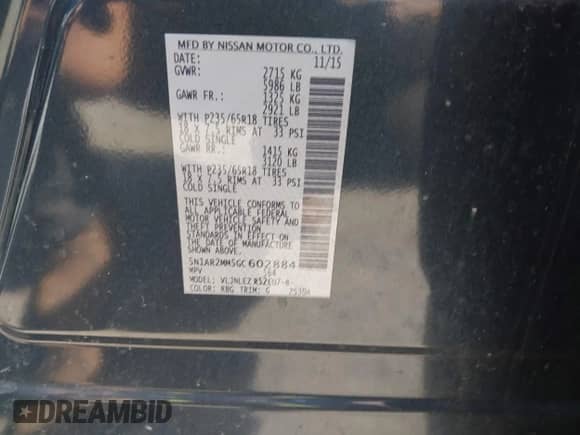 MFD BY NISSAN MOTOR CO., LTD.
DATE: 11/15
GVWR: 2715 KG
5986 LB
GAWR FR.: 1325 KG
2921 LB
WITH P235/65R18 TIRES
18 X 7.5 RIMS AT 33 PSI
COLD SINGLE
GAWR RR.: 1415 KG
3120 LB
WITH P235/65R18 TIRES
18 X 7.5 RIMS AT 33 PSI
COLD SINGLE
THIS VEHICLE CONFORMS TO
ALL APPLICABLE FEDERAL
MOTOR VEHICLE SAFETY AND
THEFT PREVENTION
STANDARDS IN EFFECT ON
THE DATE OF MANUFACTURE
SHOWN ABOVE.
5N1AR2MM5GC602884
MPV
MODEL:
COLOR: KBG TRIM: G
DREAMBID